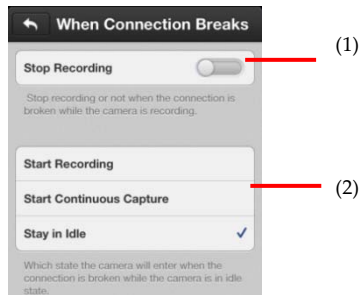 When Connection Breaks
(1)
Stop Recording
Stop recording or not when the connection is
broken while the camera is recording.
Start Recording
(2)
Start Continuous Capture
Stay in Idle
Which state the camera will enter when the
connection is broken while the camera is in idle
state.